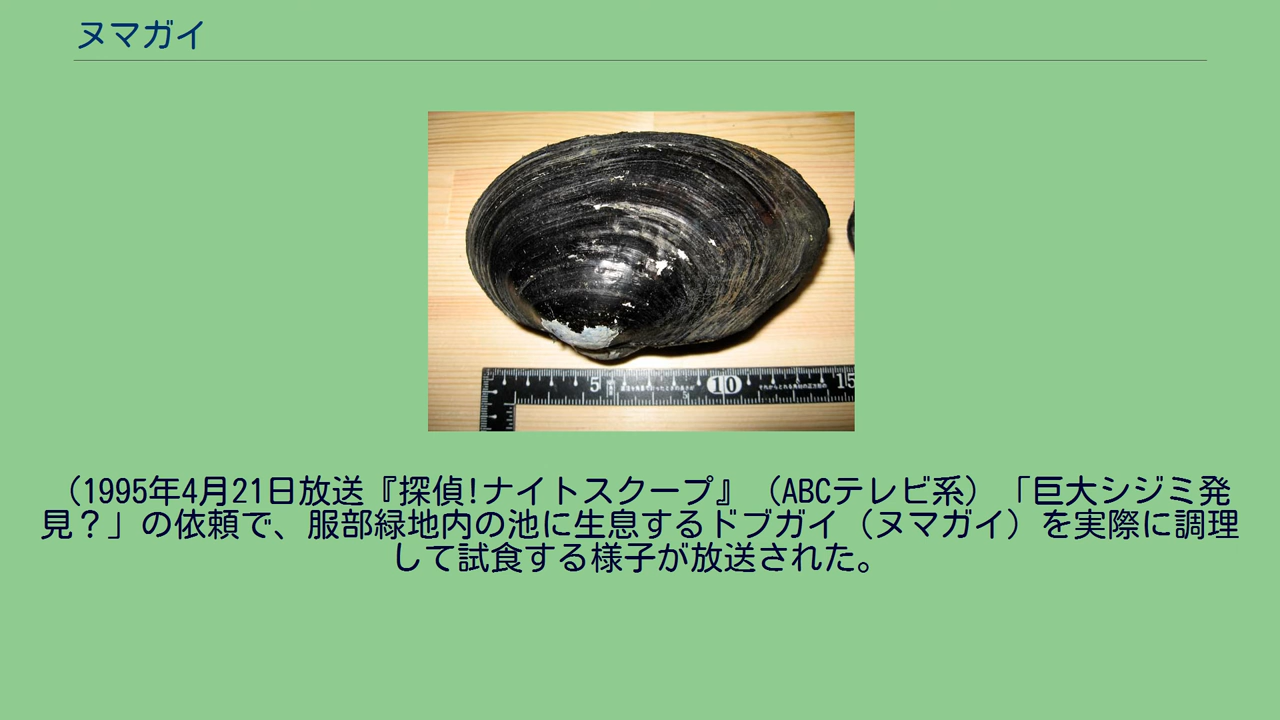 ヌマガイ
5 10 15
5
（1995年4月21日放送『探偵!ナイトスクープ』（ABCテレビ系）「巨大シジミ発
見？」の依頼で、服部緑地内の池に生息するドブガイ（ヌマガイ）を実際に調理
して試食する様子が放送された。